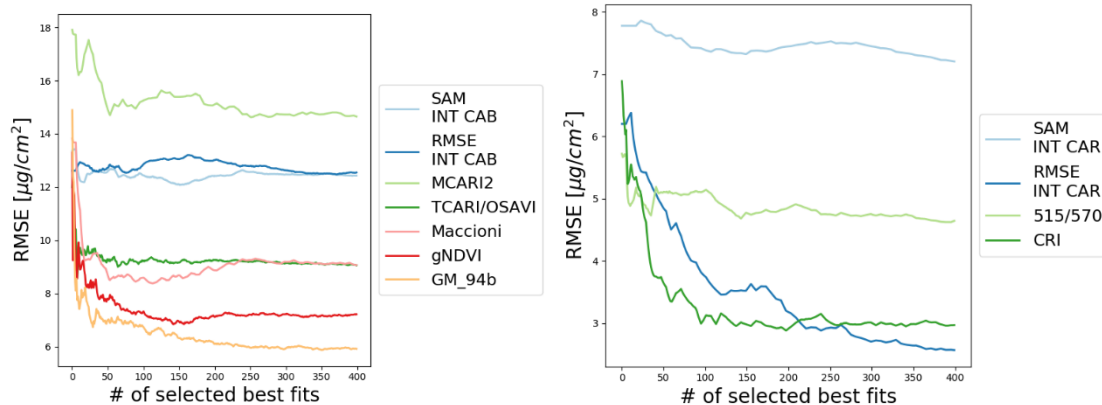 18
16
14
12
10
8
6
RMSE [μg/cm²]
0
50
100
150
200
250
300
350
400
# of selected best fits
SAM
INT CAB
RMSE
INT CAB
MCARI2
TCARI/OSAVI
Maccioni
gNDVI
GM_94b
8
7
6
5
4
3
RMSE [μg/cm²]
0
50
100
150
200
250
300
350
400
# of selected best fits
SAM
INT CAR
RMSE
INT CAR
515/570
CRI